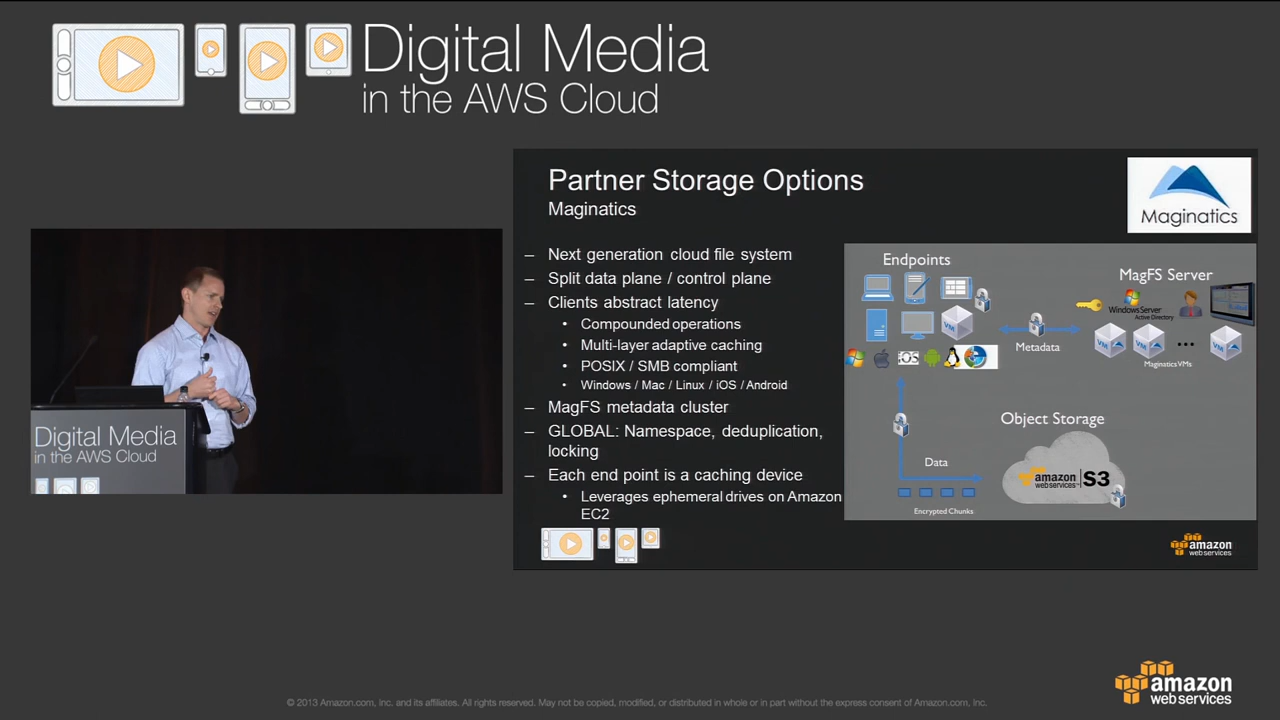 Digital Media
in the AWS Cloud
Partner Storage Options
Maginatics
Maginatics
– Next generation cloud file system
– Split data plane / control plane
– Clients abstract latency
• Compounded operations
• Multi-layer adaptive caching
• POSIX / SMB compliant
• Windows / Mac / Linux / iOS / Android
– MagFS metadata cluster
– GLOBAL: Namespace, deduplication,
locking
– Each end point is a caching device
• Leverages ephemeral drives on Amazon
EC2
Endpoints
MagFS Server
Windows Server
Active Directory
VM
VM
VM
VM
...
iOS
Metadata
Maginatics VMs
Object Storage
Data
amazon
web services
S3
Encrypted Chunks
amazon
web services
Digital Media
in the AWS Cloud
amazon
web services
© 2013 Amazon.com, Inc. and its affiliates. All rights reserved. May not be copied, modified, or distributed in whole or in part without the express consent of Amazon.com, Inc.